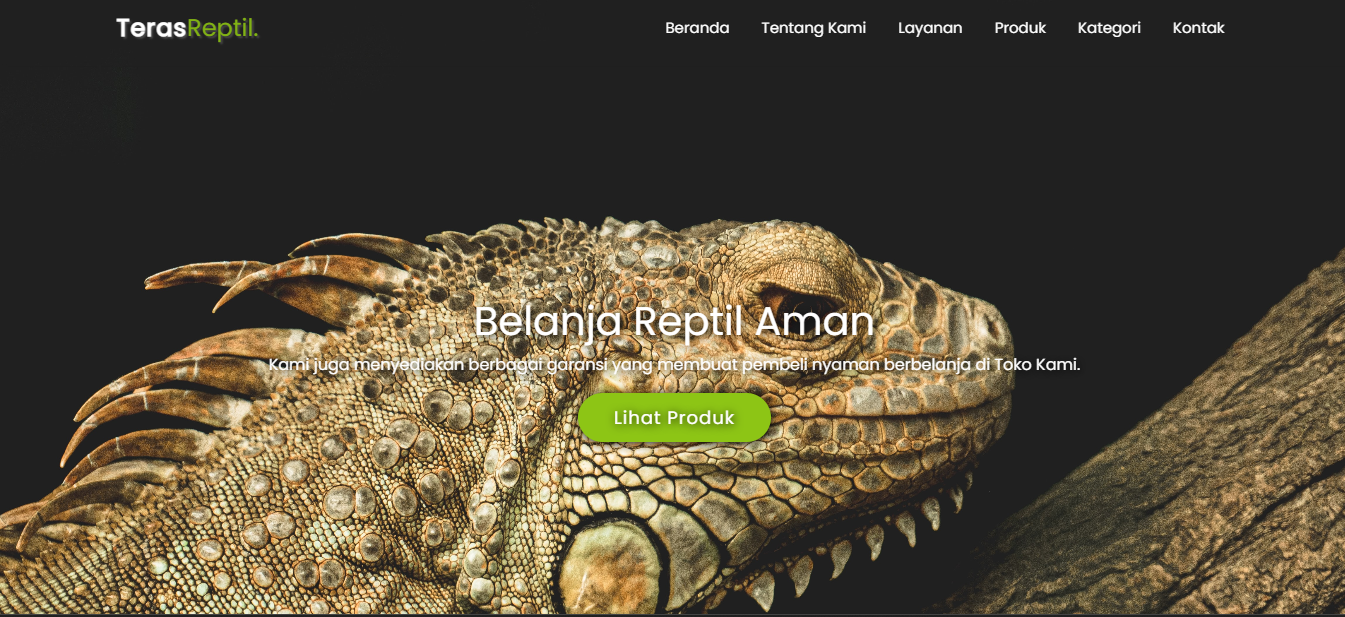 TerasReptil.
Beranda Tentang Kami Layanan Produk Kategori Kontak
Belanja Reptil Aman
Kami juga menyediakan berbagai garansi yang membuat pembeli nyaman berbelanja di Toko Kami.
Lihat Produk